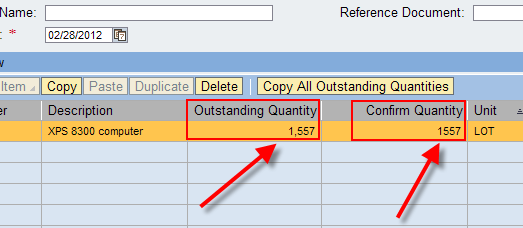 Name: Reference Document:
: * 02/28/2012
Item Copy Paste Duplicate Delete Copy All Outstanding Quantities
Description Outstanding Quantity Confirm Quantity Unit
XPS 8300 computer 1,557 1557 LOT